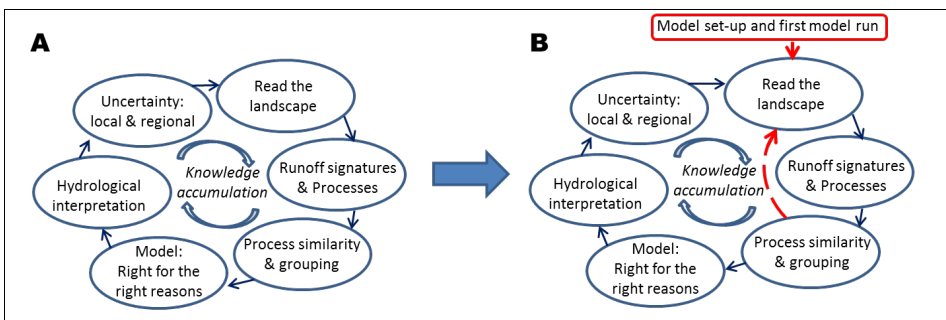 A
Uncertainty:
local & regional
Read the
landscape
Runoff signatures
& Processes
Process similarity
& grouping
Model:
Right for the
right reasons
Hydrological
interpretation
Knowledge
accumulation
B
Model set-up and first model run
Uncertainty:
local & regional
Read the
landscape
Runoff signatures
& Processes
Process similarity
& grouping
Model:
Right for the
right reasons
Hydrological
interpretation
Knowledge
accumulation